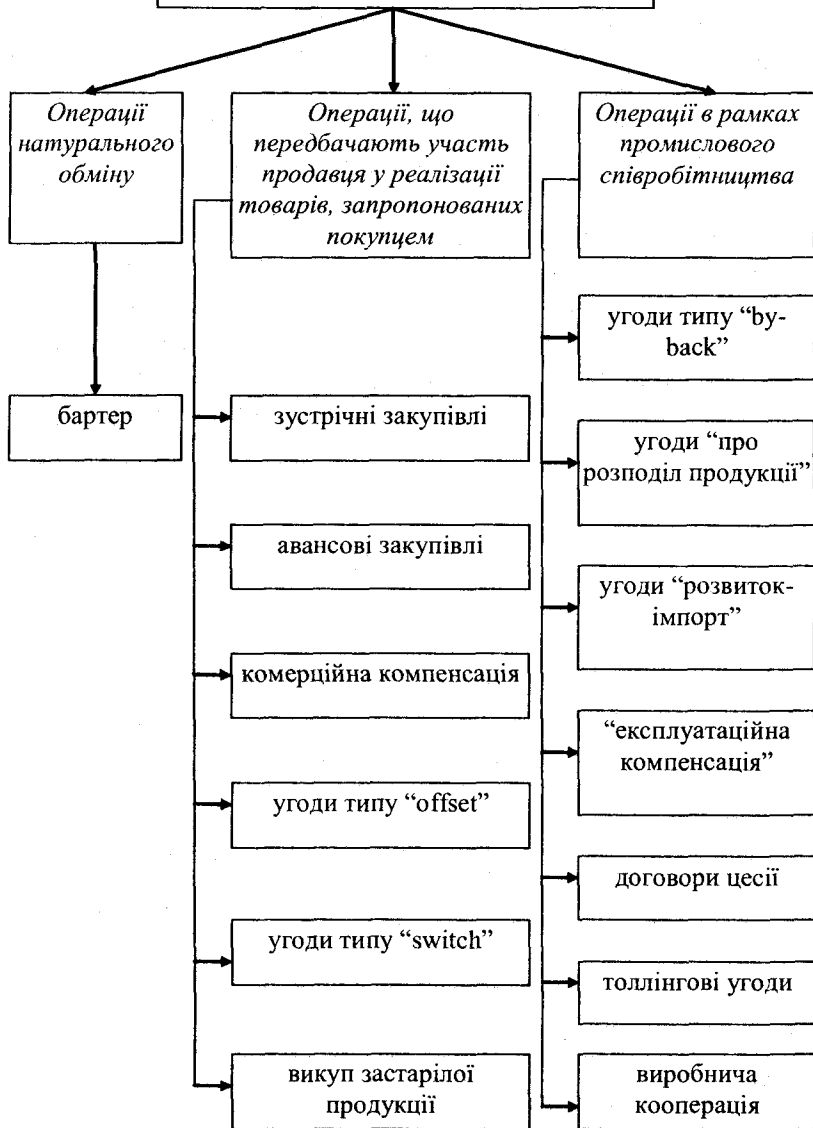 Операції
натурального
обміну
бартер
Операції, що
передбачають участь
продавця у реалізації
товарів, запропонованих
покупцем
зустрічні закупівлі
авансові закупівлі
комерційна компенсація
угоди типу “offset”
угоди типу “switch”
викуп застарілої
продукції
Операції в рамках
промислового
співробітництва
угоди типу “by-
back”
угоди “про
розподіл продукції”
угоди “розвиток-
імпорт”
“експлуатаційна
компенсація”
договори цесії
толлінгові угоди
виробнича
кооперація